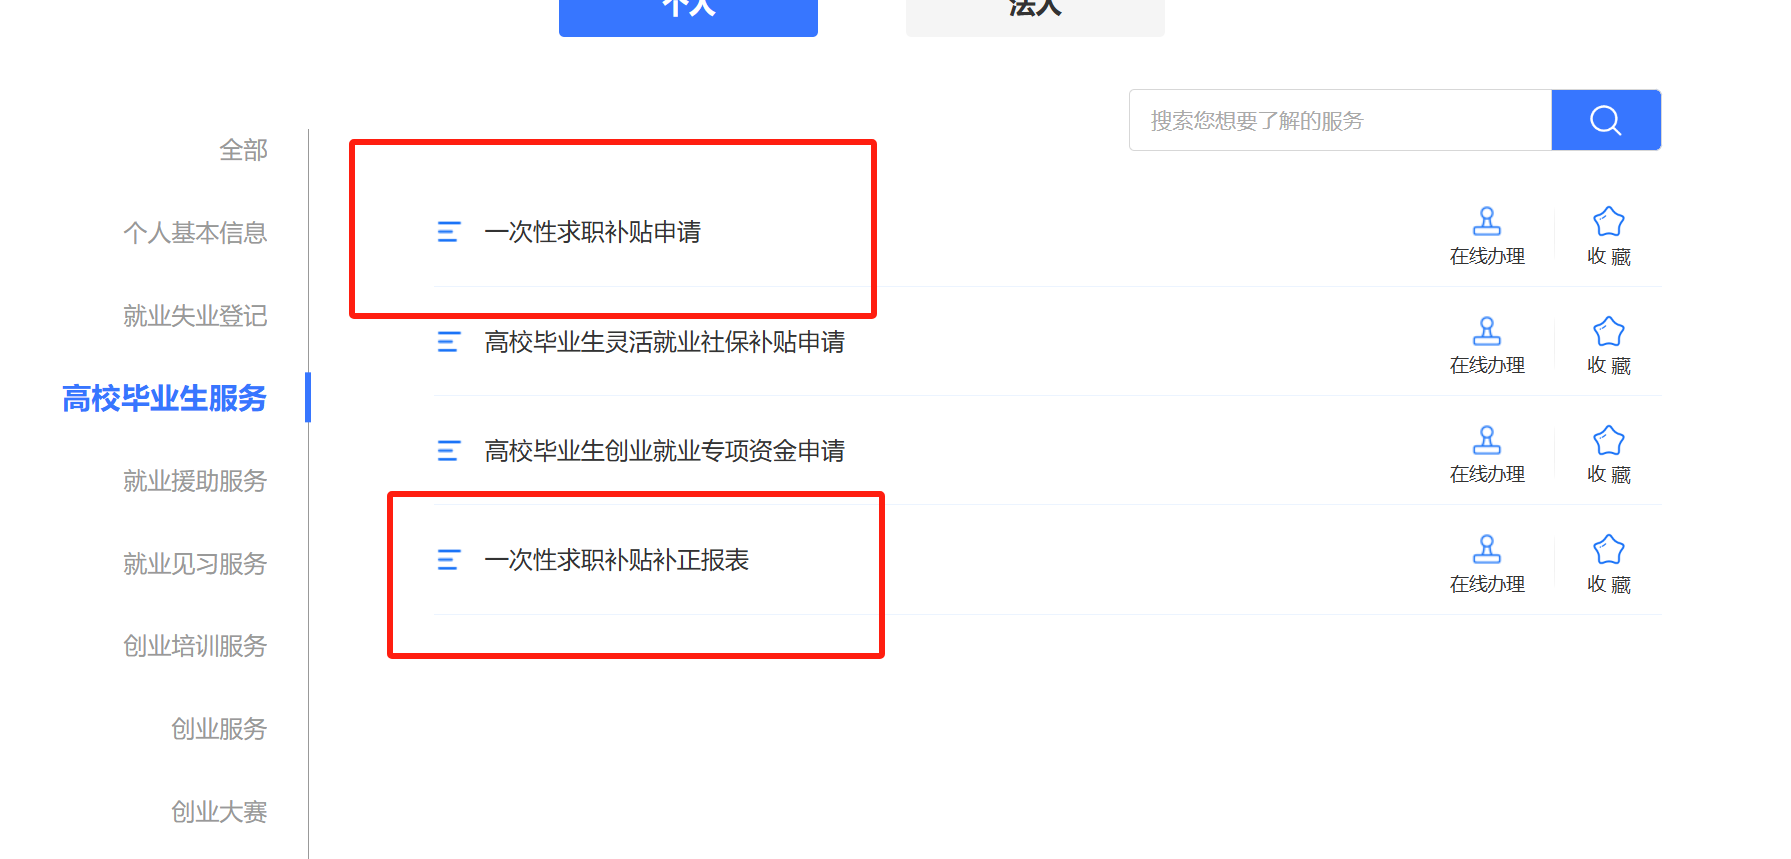 个人
法人
搜索您想要了解的服务
全部
个人基本信息
就业失业登记
高校毕业生服务
就业援助服务
就业见习服务
创业培训服务
创业服务
创业大赛
一次性求职补贴申请
在线办理
收 藏
高校毕业生灵活就业社保补贴申请
在线办理
收 藏
高校毕业生创业就业专项资金申请
在线办理
收 藏
一次性求职补贴补正报表
在线办理
收 藏